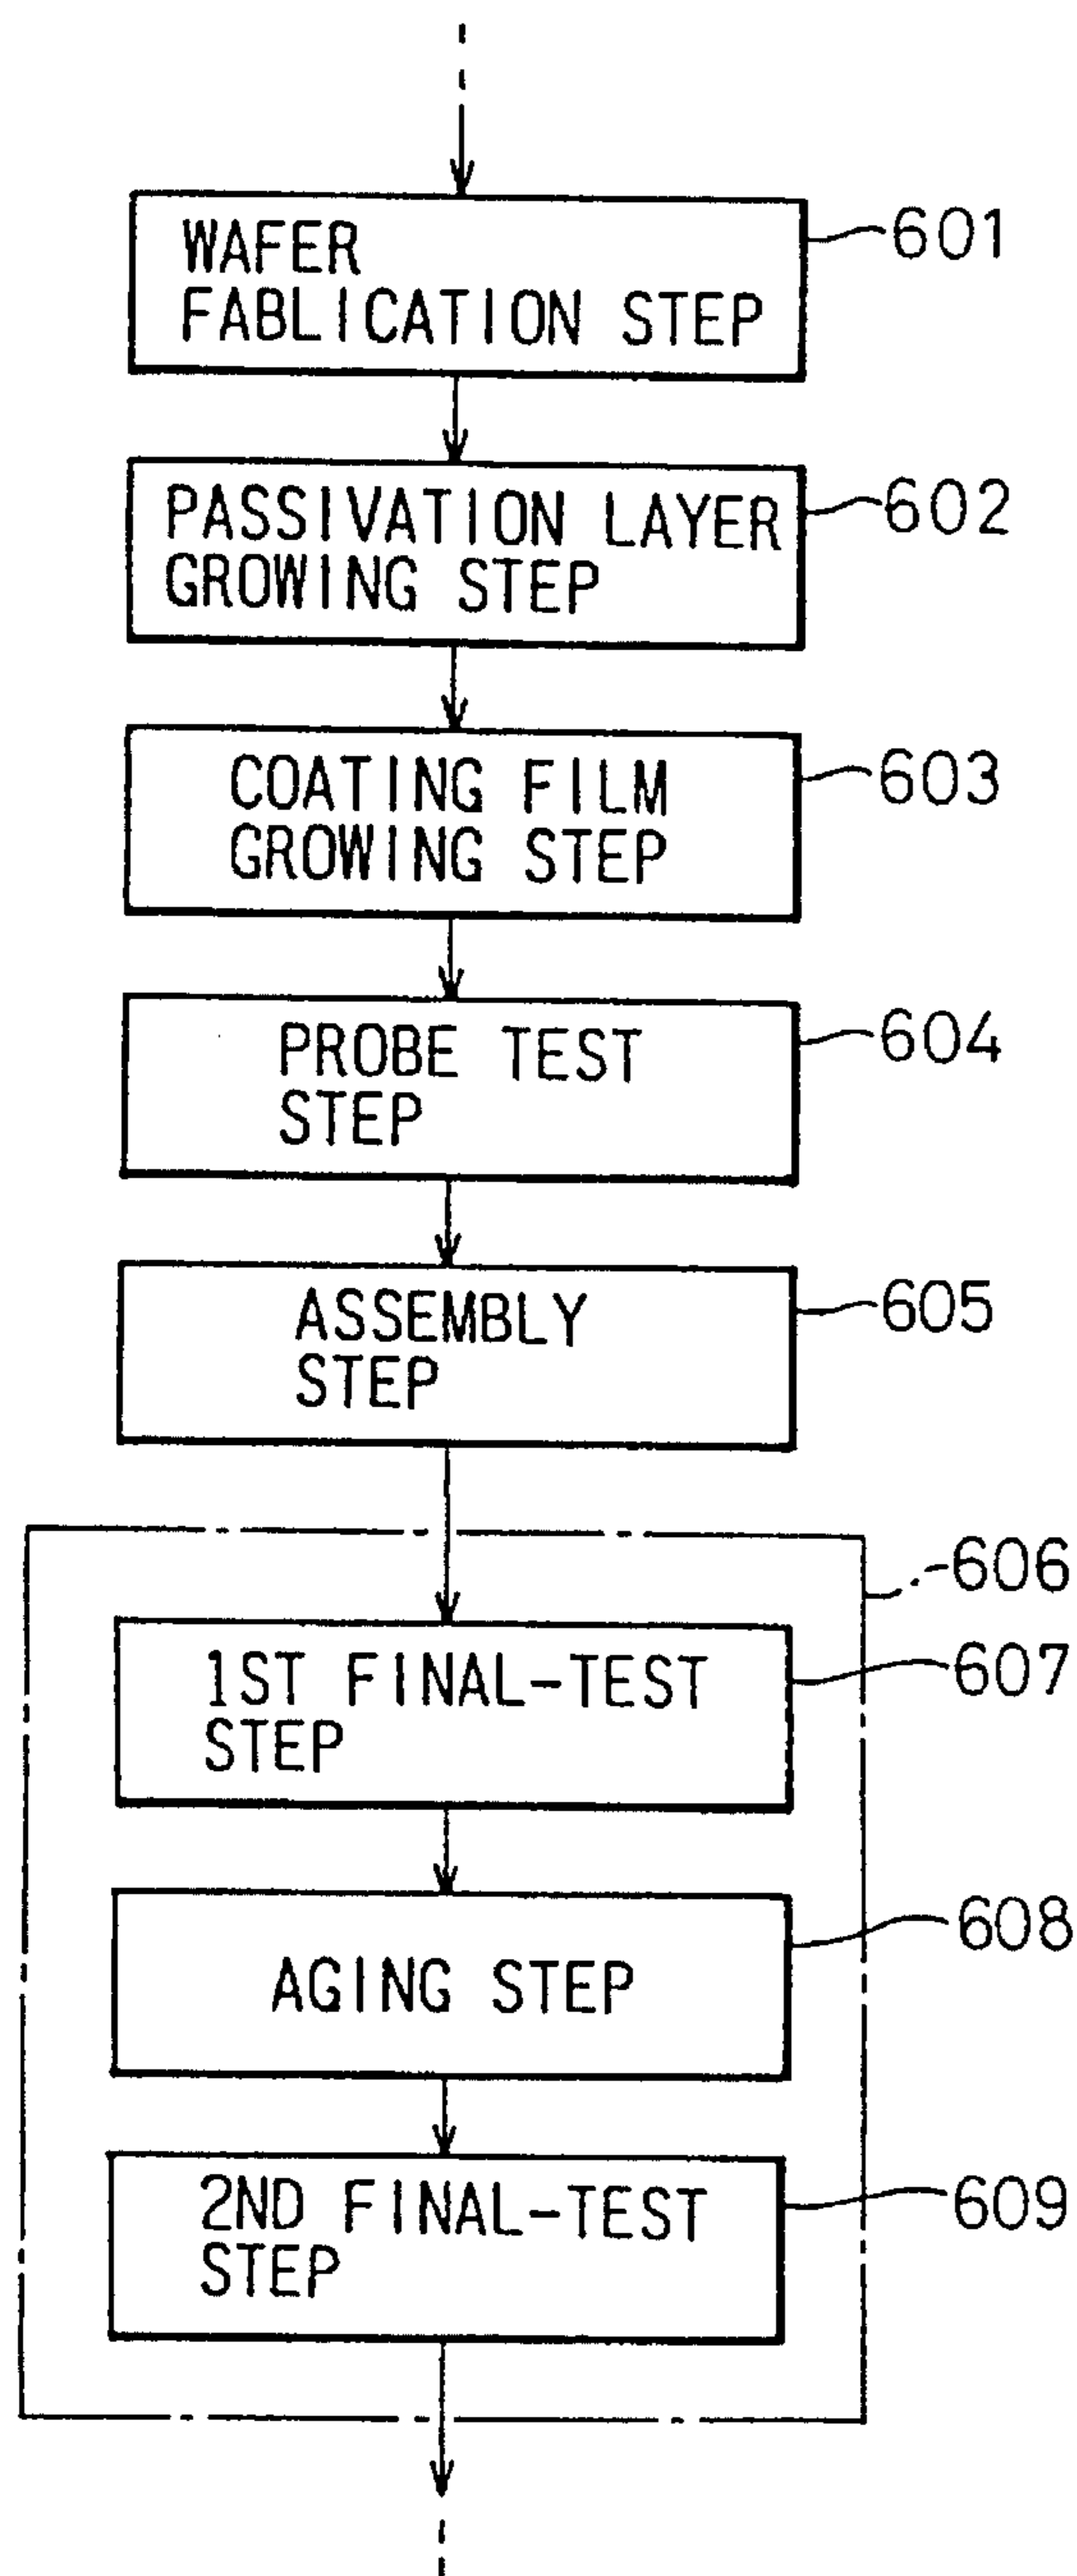 WAFER
FABLICATION STEP
601
PASSIVATION LAYER
GROWING STEP
602
COATING FILM
GROWING STEP
603
PROBE TEST
STEP
604
ASSEMBLY
STEP
605
606
1ST FINAL-TEST
STEP
607
AGING STEP
608
2ND FINAL-TEST
STEP
609